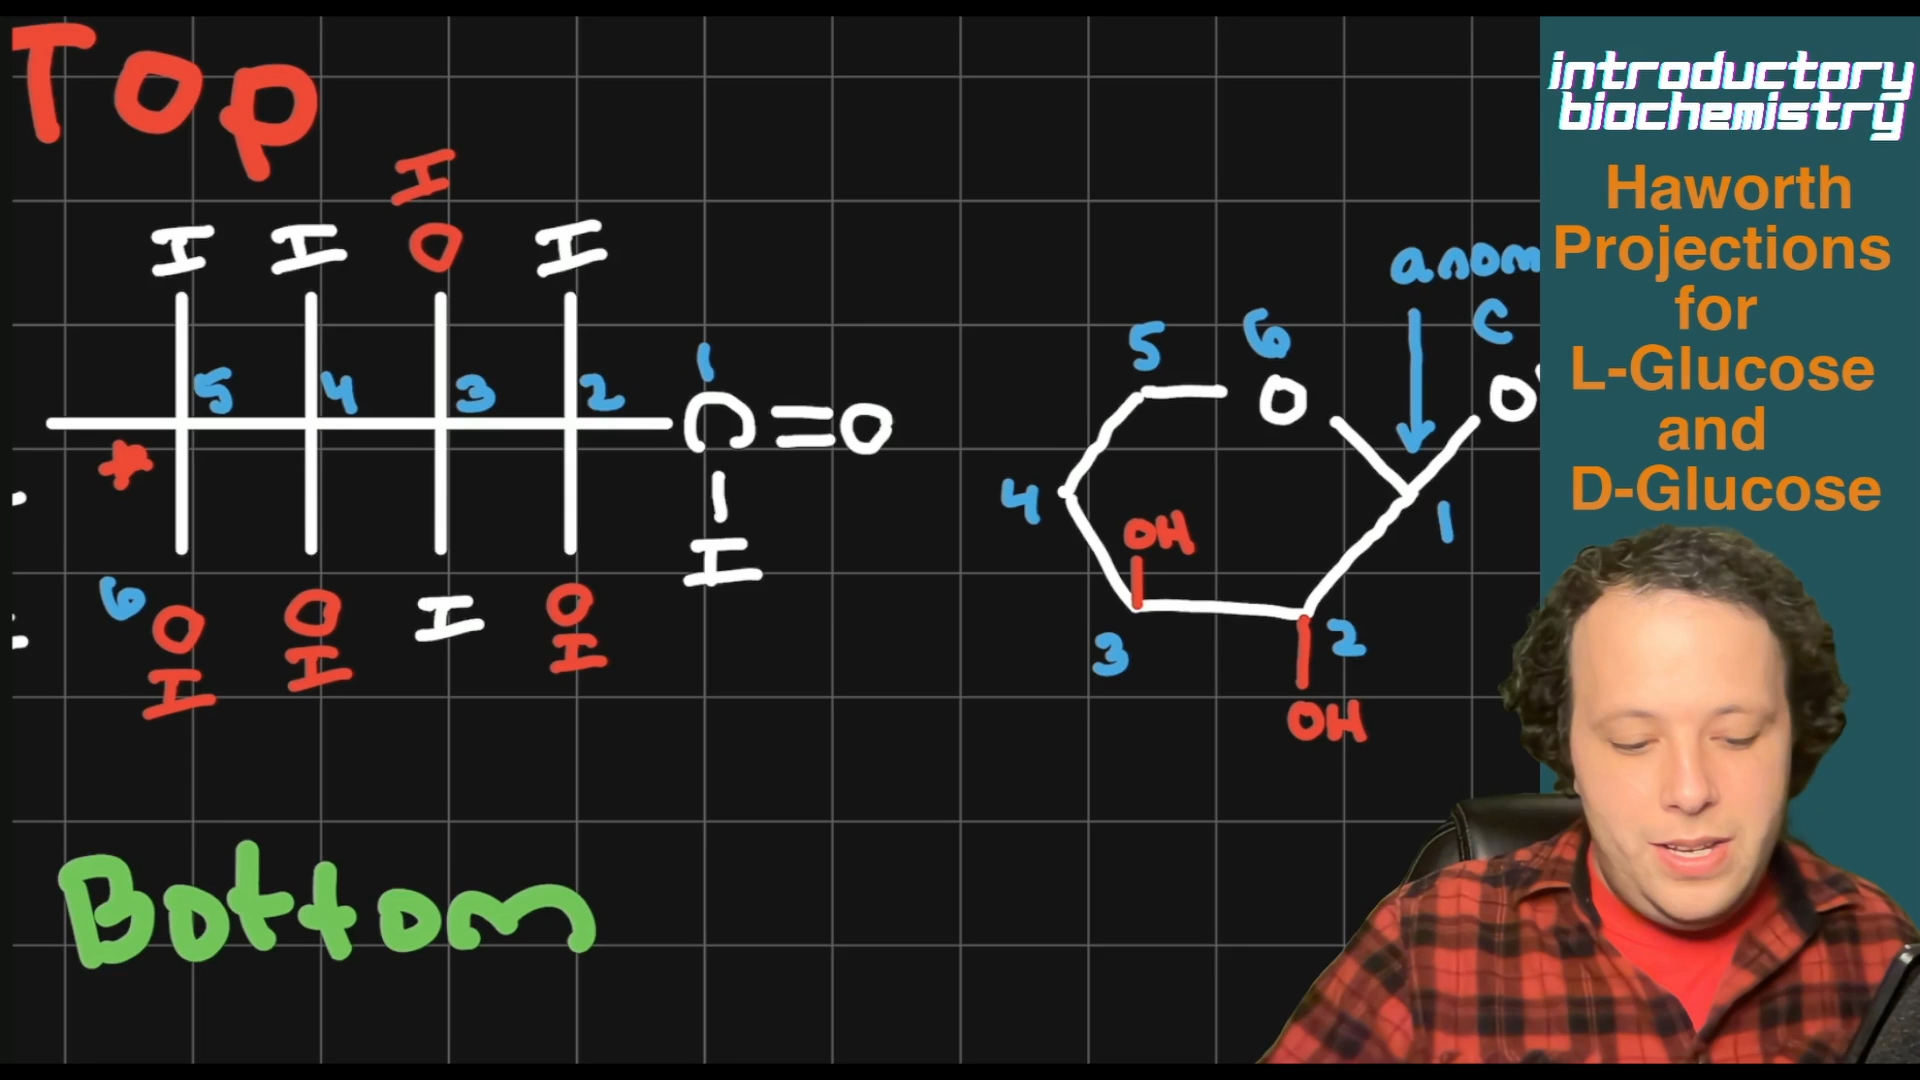 Top
H
H H O H
5 4 3 2 1
C=O
*
H
6 O O H O
H H H
Bottom
anom
C
5 6
O O
4
OH
1
3 2
OH
introductory
biochemistry
Haworth
Projections
for
L-Glucose
and
D-Glucose